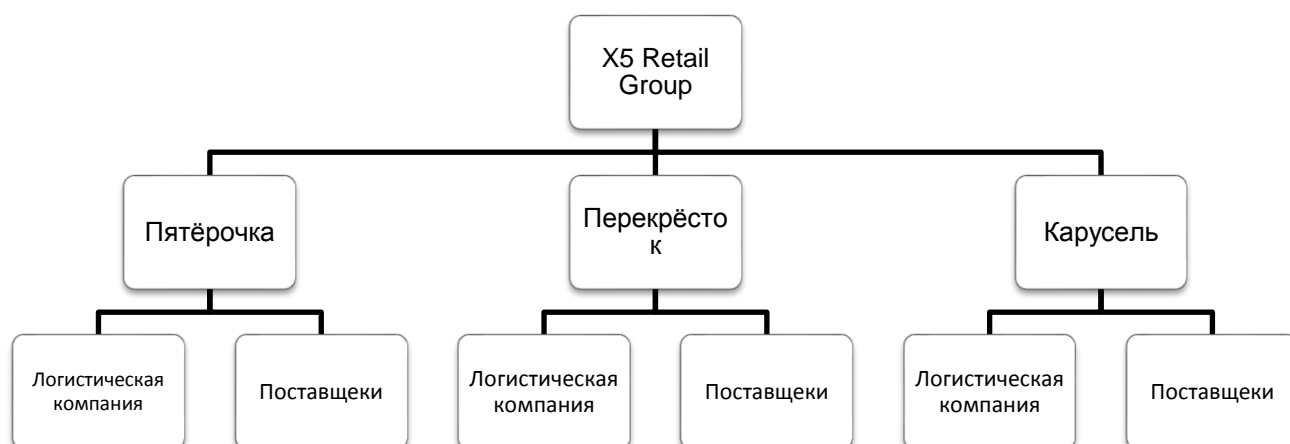 X5 Retail
Group
Пятёрочка
Перекрёсто
к
Карусель
Логистическая
компания
Поставщеки
Логистическая
компания
Поставщеки
Логистическая
компания
Поставщеки